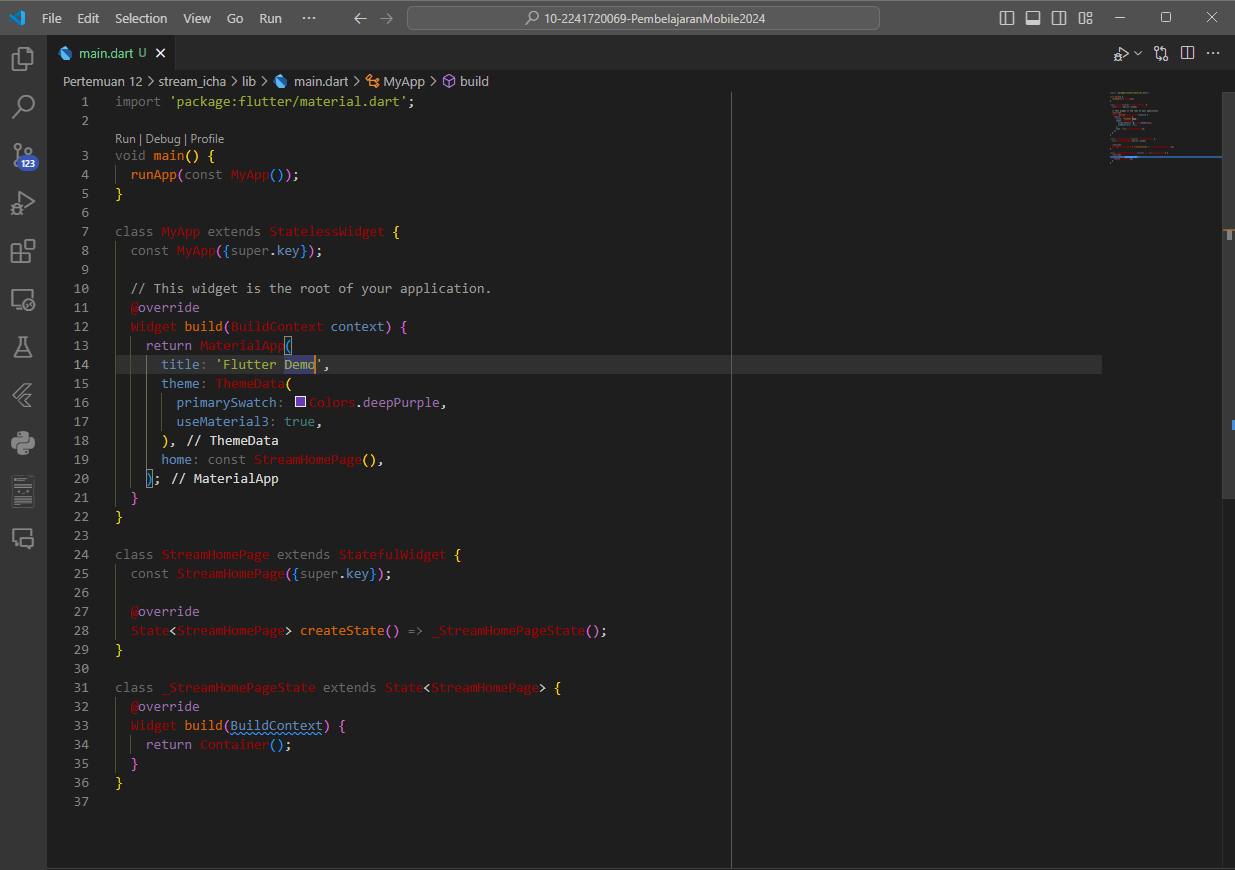 File Edit Selection View Go Run ··· 10-2241720069-PembelajaranMobile2024
main.dart U
Pertemuan 12 > stream_icha > lib > main.dart > MyApp > build
1 import 'package:flutter/material.dart';
2
Run | Debug | Profile
3 void main() {
4 runApp(const MyApp());
5 }
6
7 class MyApp extends StatelessWidget {
8 const MyApp({super.key});
9
10 // This widget is the root of your application.
11 @override
12 Widget build(BuildContext context) {
13 return MaterialApp(
14 title: 'Flutter Demo',
15 theme: ThemeData(
16 primarySwatch: Colors.deepPurple,
17 useMaterial3: true,
18 ), // ThemeData
19 home: const StreamHomePage(),
20 ); // MaterialApp
21 }
22 }
23
24 class StreamHomePage extends StatefulWidget {
25 const StreamHomePage({super.key});
26
27 @override
28 State<StreamHomePage> createState() => _StreamHomePageState();
29 }
30
31 class _StreamHomePageState extends State<StreamHomePage> {
32 @override
33 Widget build(BuildContext) {
34 return Container();
35 }
36 }
37
123